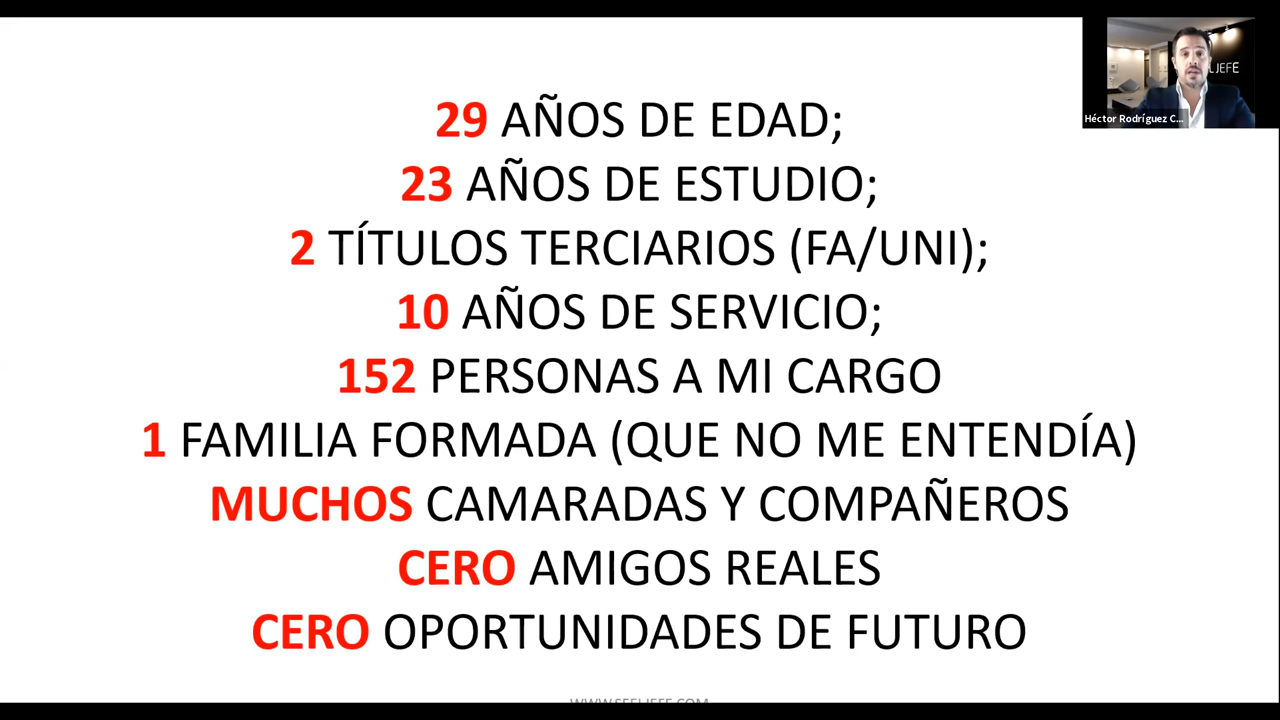 29 AÑOS DE EDAD;
23 AÑOS DE ESTUDIO;
2 TÍTULOS TERCIARIOS (FA/UNI);
10 AÑOS DE SERVICIO;
152 PERSONAS A MI CARGO
1 FAMILIA FORMADA (QUE NO ME ENTENDÍA)
MUCHOS CAMARADAS Y COMPAÑEROS
CERO AMIGOS REALES
CERO OPORTUNIDADES DE FUTURO
JEFE
Héctor Rodríguez C...